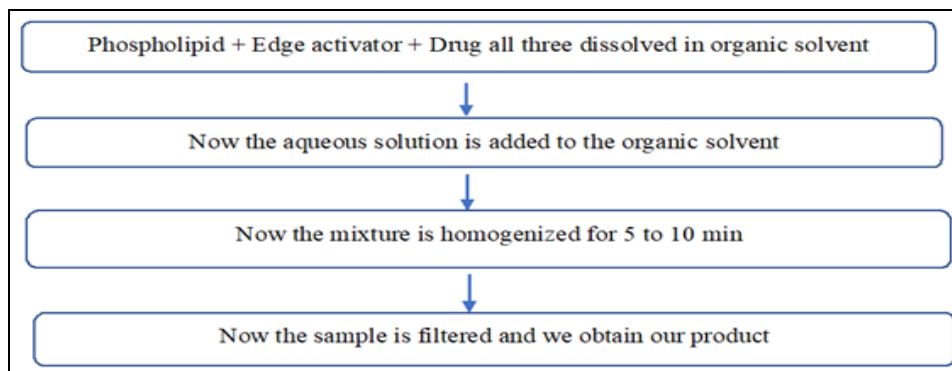 Phospholipid + Edge activator + Drug all three dissolved in organic solvent
Now the aqueous solution is added to the organic solvent
Now the mixture is homogenized for 5 to 10 min
Now the sample is filtered and we obtain our product